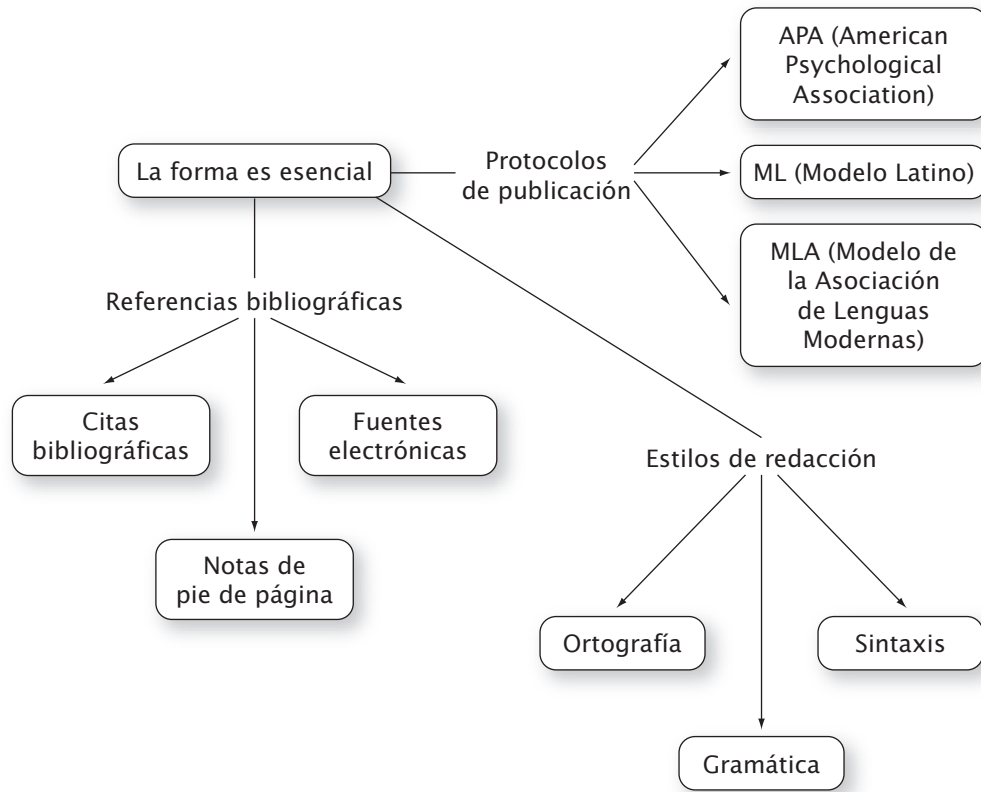 APA (American
Psychological
Association)
La forma es esencial
Protocolos
de publicación
ML (Modelo Latino)
MLA (Modelo de
la Asociación
de Lenguas
Modernas)
Referencias bibliográficas
Citas
bibliográficas
Fuentes
electrónicas
Notas de
pie de página
Estilos de redacción
Ortografía
Sintaxis
Gramática